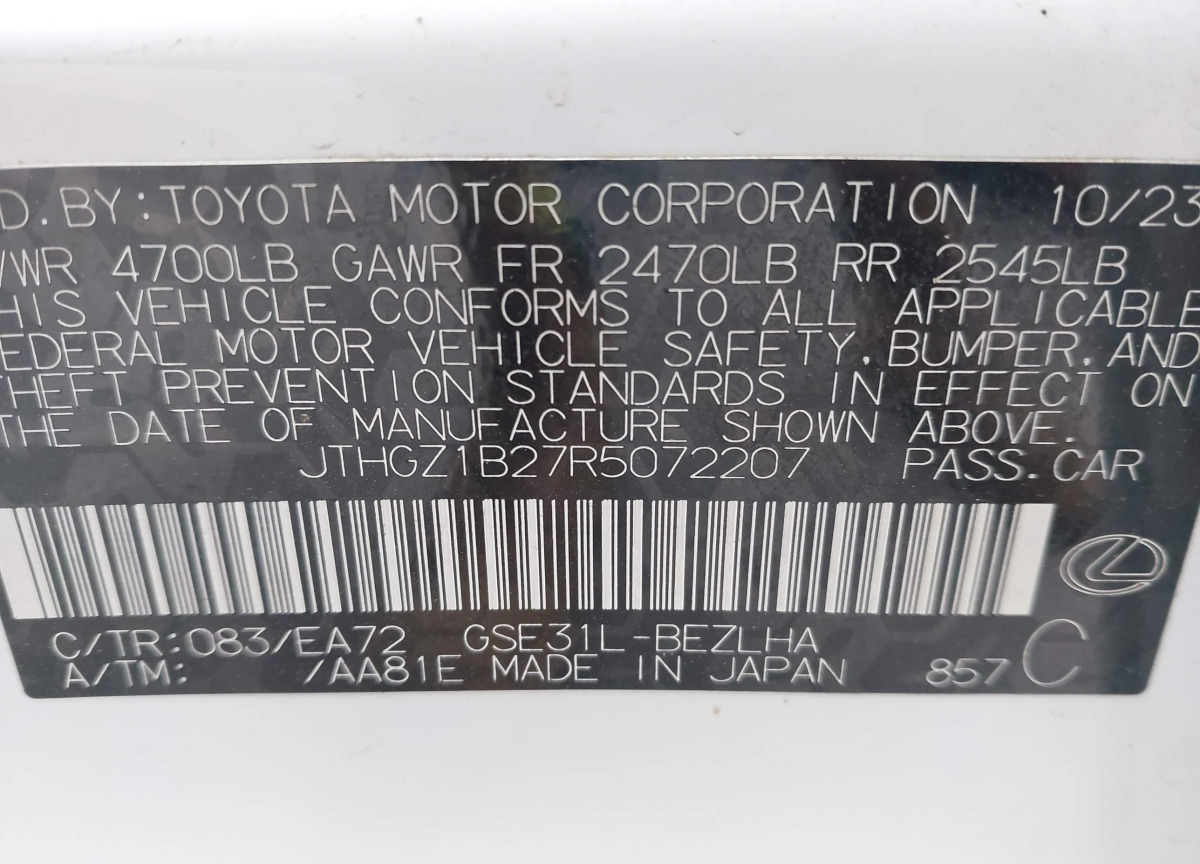 D. BY: TOYOTA MOTOR CORPORATION 10/23
VWR 4700LB GAWR FR 2470LB RR 2545LB
HIS VEHICLE CONFORMS TO ALL APPLICABLE
EDERAL MOTOR VEHICLE SAFETY, BUMPER, AND
THEFT PREVENTION STANDARDS IN EFFECT ON
THE DATE OF MANUFACTURE SHOWN ABOVE.
JTHGZ1B27R5072207 PASS. CAR
C/TR: 083/EA72 GSE31L-BEZLHA
A/TM: /AA81E MADE IN JAPAN 857 C